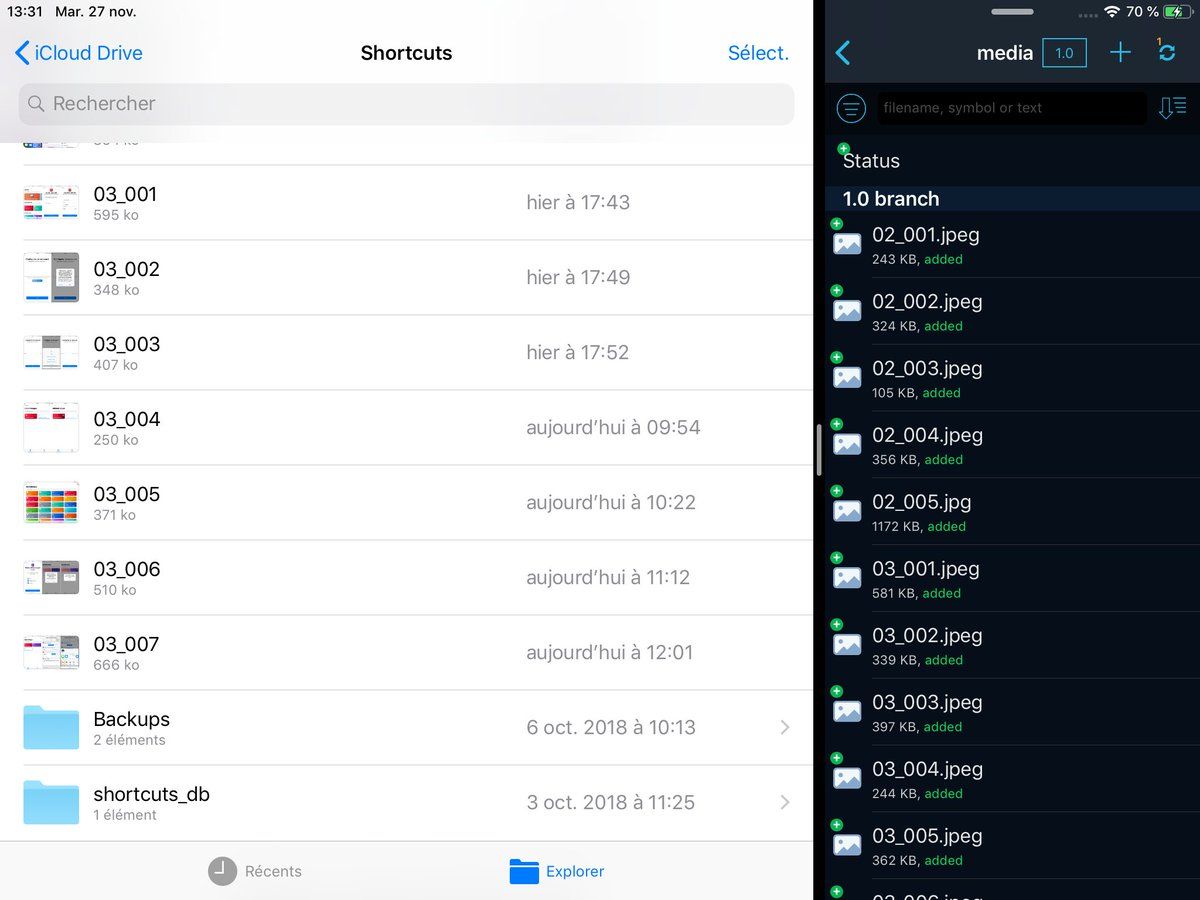 13:31 Mar. 27 nov.
iCloud Drive
Shortcuts
Sélect.
Rechercher
03_001
595 ko
hier à 17:43
03_002
348 ko
hier à 17:49
03_003
407 ko
hier à 17:52
03_004
250 ko
aujourd’hui à 09:54
03_005
371 ko
aujourd’hui à 10:22
03_006
510 ko
aujourd’hui à 11:12
03_007
666 ko
aujourd’hui à 12:01
Backups
2 éléments
6 oct. 2018 à 10:13
shortcuts_db
1 élément
3 oct. 2018 à 11:25
Récents
Explorer
70 %
media
1.0
1
filename, symbol or text
Status
1.0 branch
02_001.jpeg
243 KB, added
02_002.jpeg
324 KB, added
02_003.jpeg
105 KB, added
02_004.jpeg
356 KB, added
02_005.jpg
1172 KB, added
03_001.jpeg
581 KB, added
03_002.jpeg
339 KB, added
03_003.jpeg
397 KB, added
03_004.jpeg
244 KB, added
03_005.jpeg
362 KB, added
03_006.jpeg